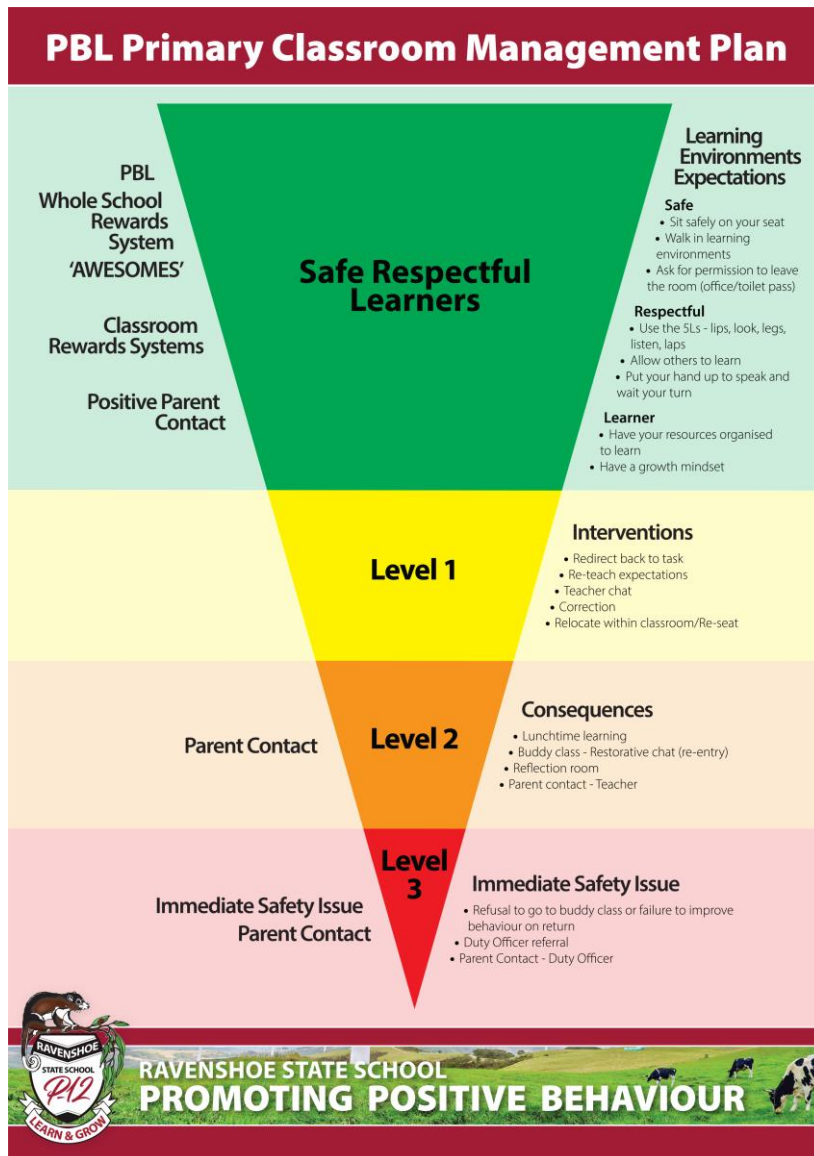 PBL Primary Classroom Management Plan
PBL
Whole School
Rewards
System
‘AWESOMES’
Classroom
Rewards Systems
Positive Parent
Contact
Safe Respectful
Learners
Learning
Environments
Expectations
Safe
• Sit safely on your seat
• Walk in learning
environments
• Ask for permission to leave
the room (office/toilet pass)
Respectful
• Use the 5Ls - lips, look, legs,
listen, laps
• Allow others to learn
• Put your hand up to speak and
wait your turn
Learner
• Have your resources organised
to learn
• Have a growth mindset
Level 1
Interventions
• Redirect back to task
• Re-teach expectations
• Teacher chat
• Correction
• Relocate within classroom/Re-seat
Parent Contact
Level 2
Consequences
• Lunchtime learning
• Buddy class - Restorative chat (re-entry)
• Reflection room
• Parent contact - Teacher
Immediate Safety Issue
Parent Contact
Level
3
Immediate Safety Issue
• Refusal to go to buddy class or failure to improve
behaviour on return
• Duty Officer referral
• Parent Contact - Duty Officer
RAVENSHOE
STATE SCHOOL
P-12
LEARN & GROW
RAVENSHOE STATE SCHOOL
PROMOTING POSITIVE BEHAVIOUR